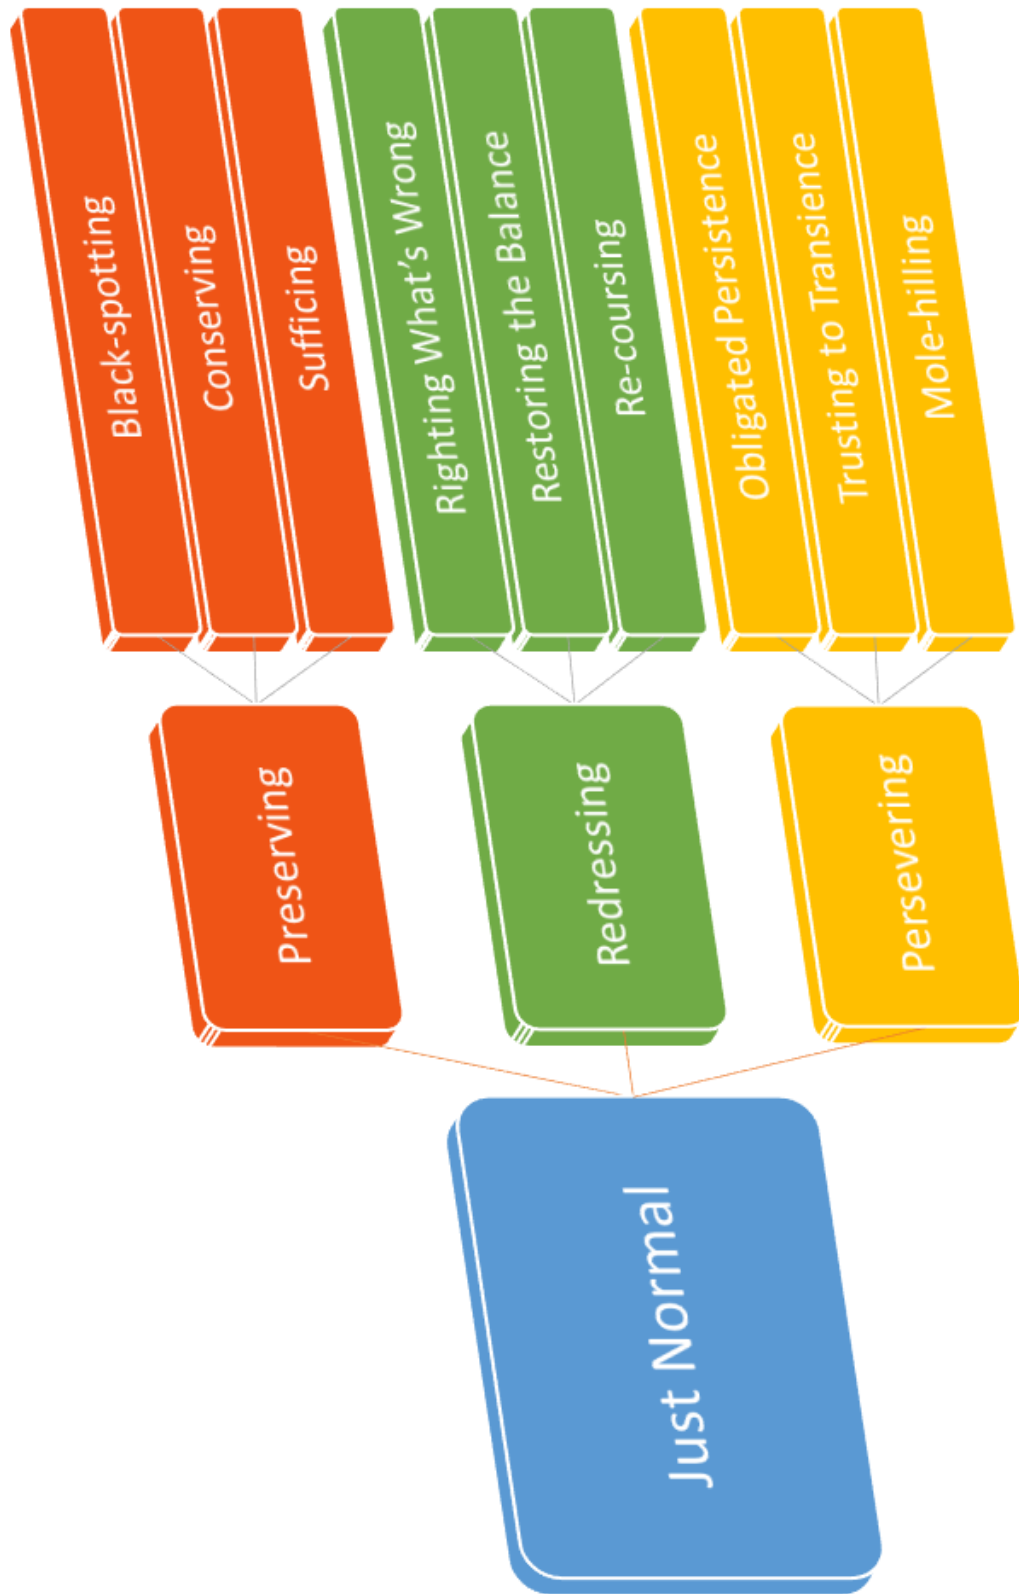 Just Normal
Preserving
Black-spotting
Conserving
Sufficing
Redressing
Righting What's Wrong
Restoring the Balance
Re-coursing
Persevering
Obligated Persistence
Trusting to Transience
Mole-hilling